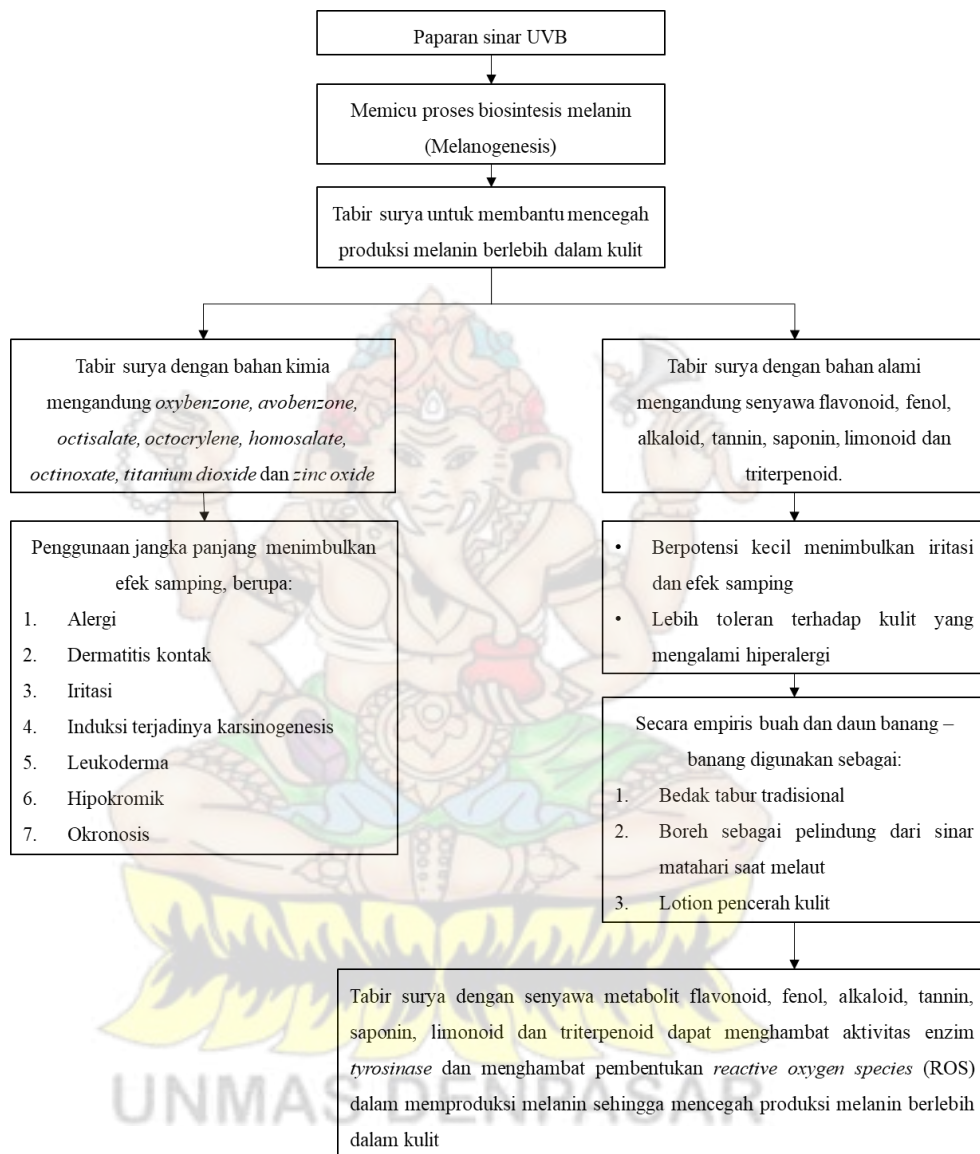 Paparan sinar UVB
Memicu proses biosintesis melanin
(Melanogenesis)
Tabir surya untuk membantu mencegah
produksi melanin berlebih dalam kulit
Tabir surya dengan bahan kimia
mengandung oxybenzone, avobenzone,
octisalate, octocrylene, homosalate,
octinoxate, titanium dioxide dan zinc oxide
Penggunaan jangka panjang menimbulkan
efek samping, berupa:
1. Alergi
2. Dermatitis kontak
3. Iritasi
4. Induksi terjadinya karsinogenesis
5. Leukoderma
6. Hipokromik
7. Okronosis
Tabir surya dengan bahan alami
mengandung senyawa flavonoid, fenol,
alkaloid, tannin, saponin, limonoid dan
triterpenoid.
• Berpotensi kecil menimbulkan iritasi
dan efek samping
• Lebih toleran terhadap kulit yang
mengalami hiperalergi
Secara empiris buah dan daun banang –
banang digunakan sebagai:
1. Bedak tabur tradisional
2. Boreh sebagai pelindung dari sinar
matahari saat melaut
3. Lotion pencerah kulit
Tabir surya dengan senyawa metabolit flavonoid, fenol, alkaloid, tannin,
saponin, limonoid dan triterpenoid dapat menghambat aktivitas enzim
tyrosinase dan menghambat pembentukan reactive oxygen species (ROS)
dalam memproduksi melanin sehingga mencegah produksi melanin berlebih
dalam kulit
UNMAS DENPASAR